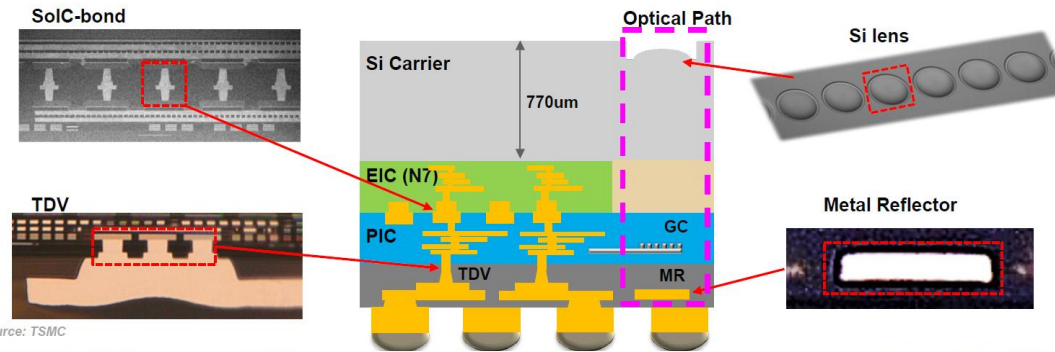 SoIC-bond
Optical Path
Si lens
Si Carrier
770um
EIC (N7)
TDV
PIC
GC
Metal Reflector
TDV
MR
urce: TSMC